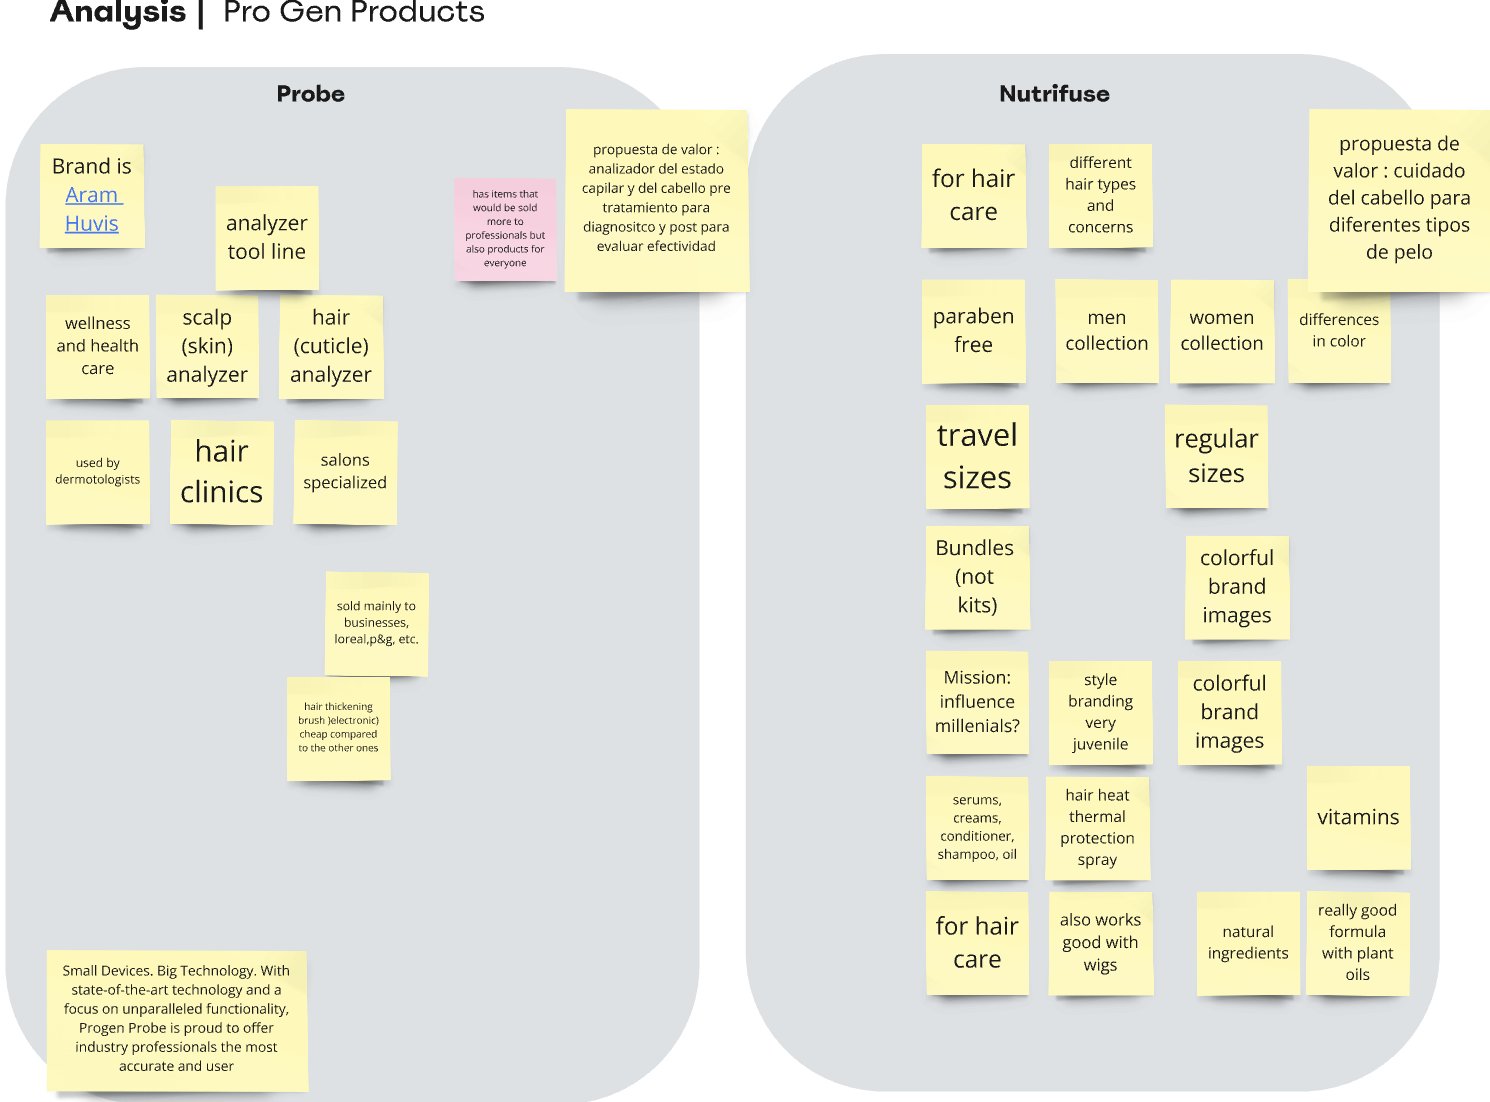 Analysis | Pro Gen Products
Probe
Brand is
Aram
Huvis
analyzer
tool line
has items that
would be sold
more to
professionals but
also products for
everyone
propuesta de valor :
analizador del estado
capilar y del cabello pre
tratamiento para
diagnositco y post para
evaluar efectividad
wellness
and health
care
scalp
(skin)
analyzer
hair
(cuticle)
analyzer
used by
dermotologists
hair
clinics
salons
specialized
sold mainly to
businesses,
loreal,p&g, etc.
hair thickening
brush )electronic)
cheap compared
to the other ones
Small Devices. Big Technology. With
state-of-the-art technology and a
focus on unparalleled functionality,
Progen Probe is proud to offer
industry professionals the most
accurate and user
Nutrifuse
for hair
care
different
hair types
and
concerns
propuesta de
valor : cuidado
del cabello para
diferentes tipos
de pelo
paraben
free
men
collection
women
collection
differences
in color
travel
sizes
regular
sizes
Bundles
(not
kits)
colorful
brand
images
Mission:
influence
millenials?
style
branding
very
juvenile
colorful
brand
images
serums,
creams,
conditioner,
shampoo, oil
hair heat
thermal
protection
spray
vitamins
for hair
care
also works
good with
wigs
natural
ingredients
really good
formula
with plant
oils